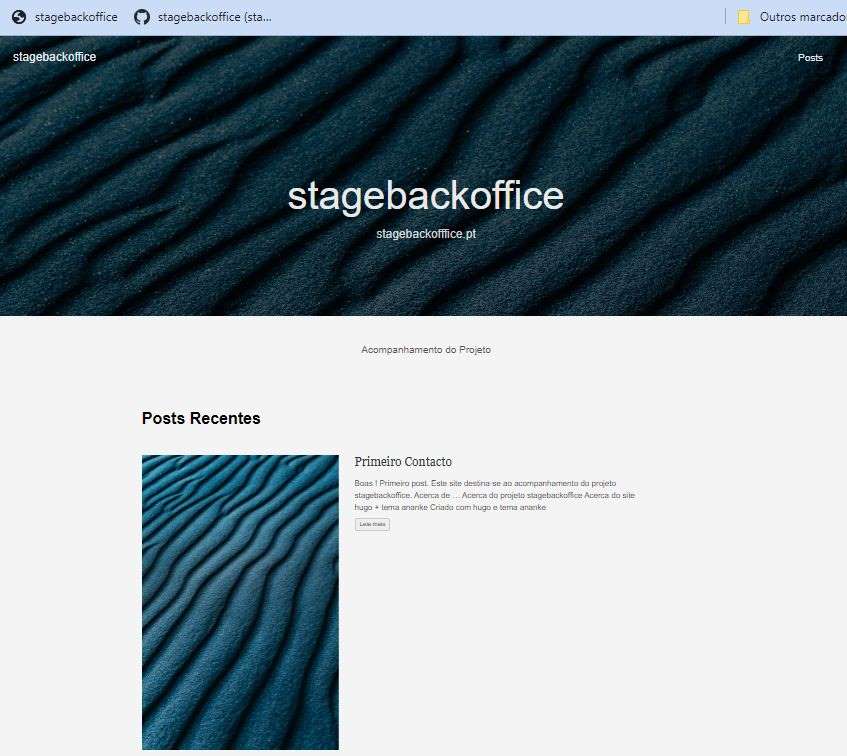 stagebackoffice
stagebackoffice (sta...
Outros marcado
stagebackoffice
Posts
stagebackoffice
stagebackofffice.pt
Acompanhamento do Projeto
Posts Recentes
Primeiro Contacto
Boas ! Primeiro post. Este site destina-se ao acompanhamento do projeto
stagebackoffice. Acerca de … Acerca do projeto stagebackoffice Acerca do site
hugo + tema ananke Criado com hugo e tema ananke
Leia mais